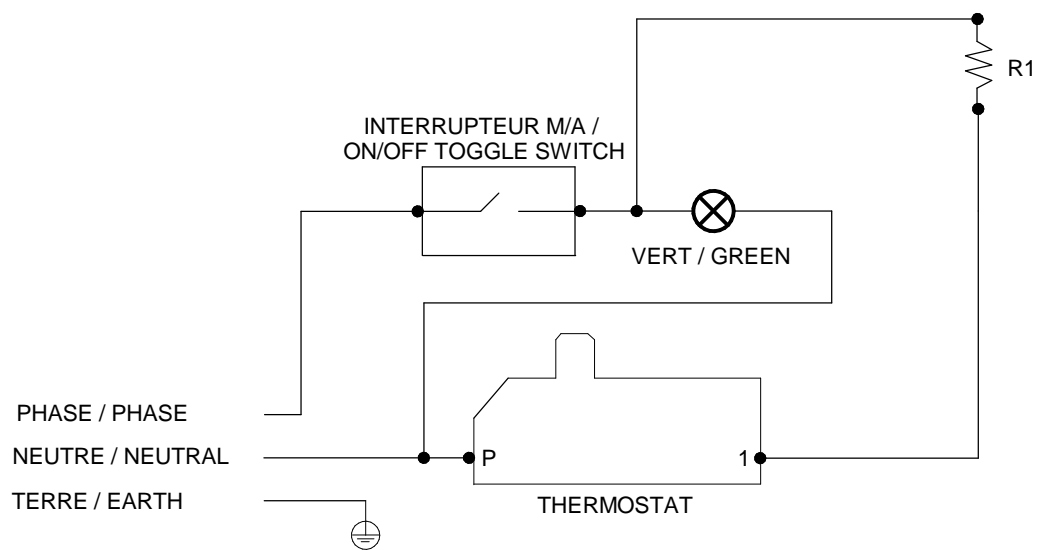 R1
INTERRUPTEUR M/A /
ON/OFF TOGGLE SWITCH
VERT / GREEN
PHASE / PHASE
NEUTRE / NEUTRAL
P
1
TERRE / EARTH
THERMOSTAT